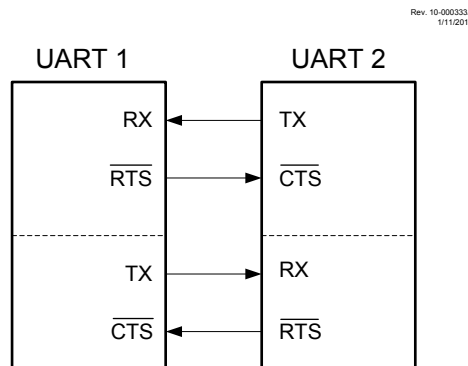 Rev. 10-000333
1/11/201
UART 1 UART 2
RX TX
RTS CTS
TX RX
CTS RTS